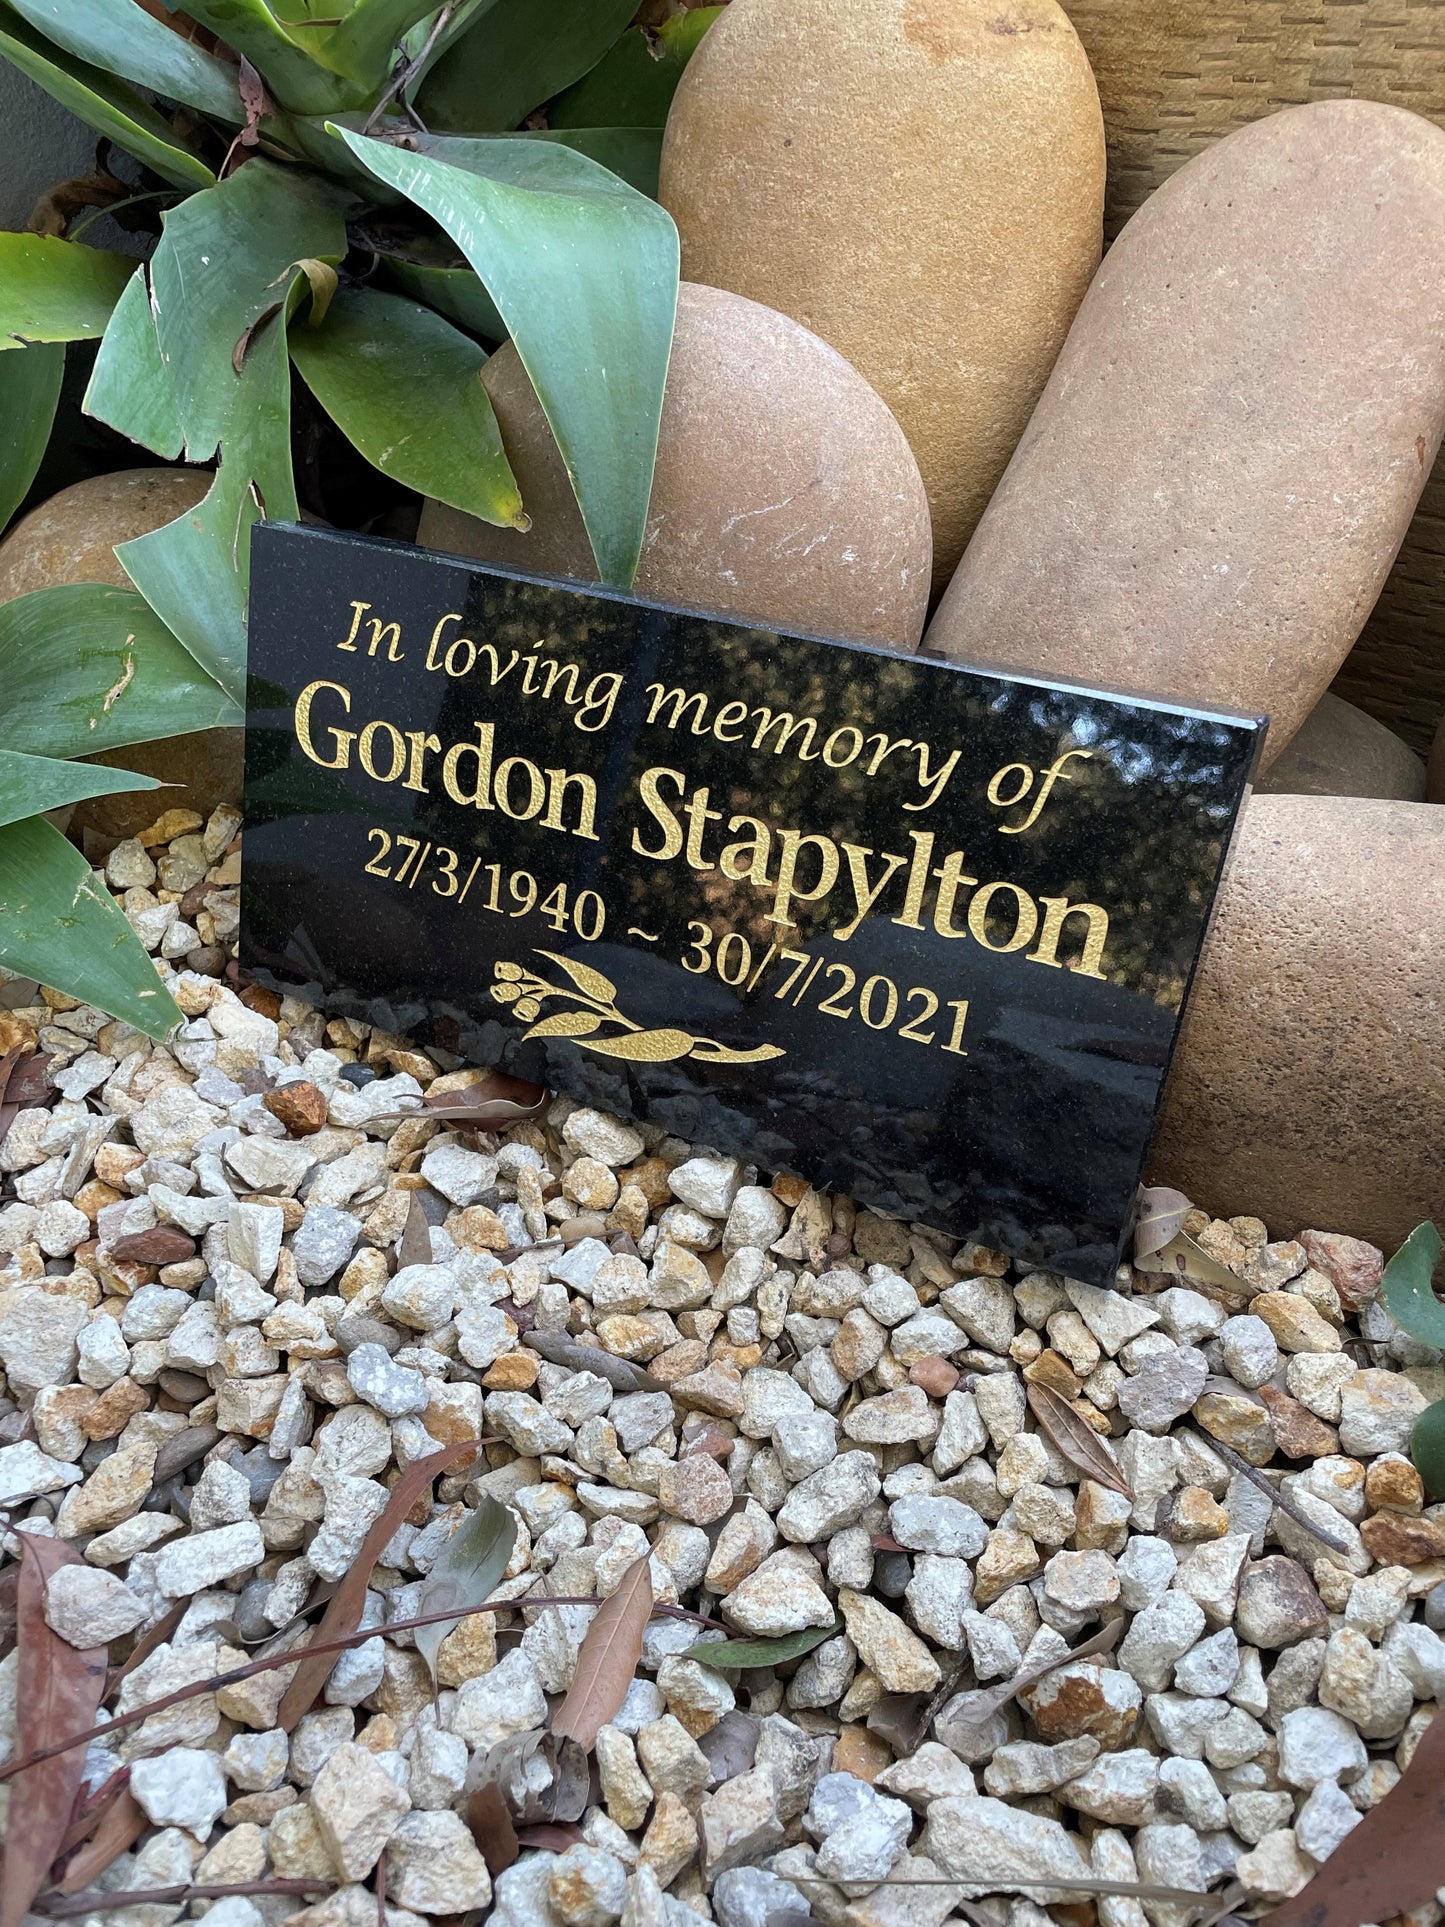 In loving memory of
Gordon Stapylton
27/3/1940 ~ 30/7/2021